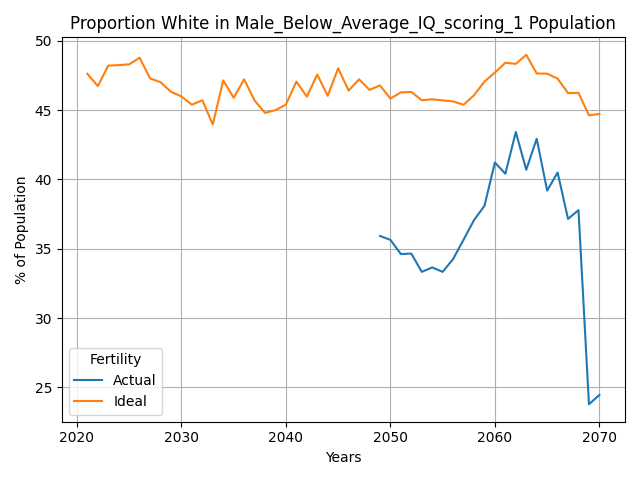 Proportion White in Male_Below_Average_IQ_scoring_1 Population
50
45
40
35
30
25
% of Population
Fertility
Actual
Ideal
2020 2030 2040 2050 2060 2070
Years